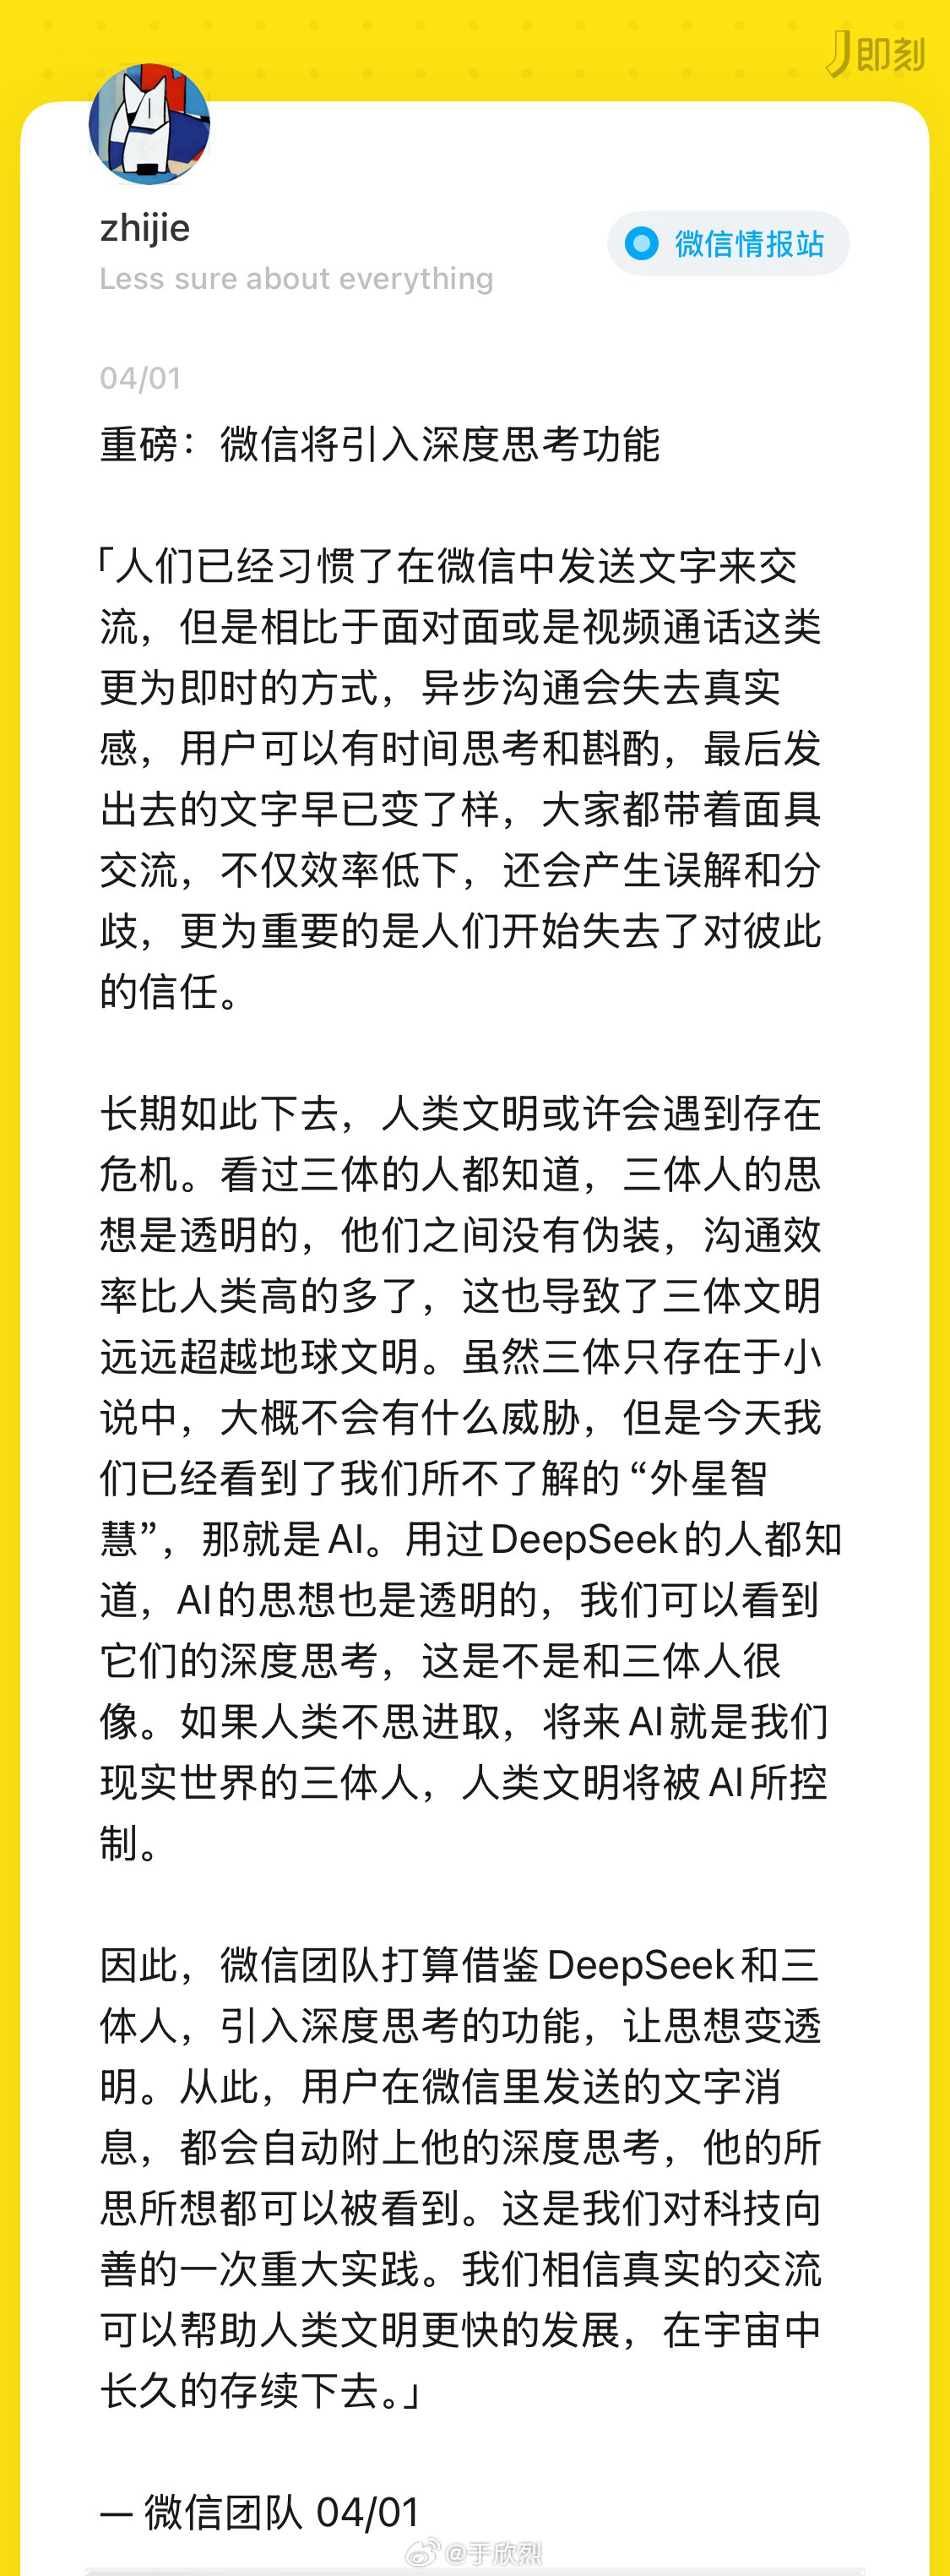 即刻
zhijie
微信情报站
Less sure about everything
04/01
重磅：微信将引入深度思考功能
「人们已经习惯了在微信中发送文字来交
流，但是相比于面对面或是视频通话这类
更为即时的方式，异步沟通会失去真实
感，用户可以有时间思考和斟酌，最后发
出去的文字早已变了样，大家都带着面具
交流，不仅效率低下，还会产生误解和分
歧，更为重要的是人们开始失去了对彼此
的信任。
长期如此下去，人类文明或许会遇到存在
危机。看过三体的人都知道，三体人的思
想是透明的，他们之间没有伪装，沟通效
率比人类高的多了，这也导致了三体文明
远远超越地球文明。虽然三体只存在于小
说中，大概不会有什么威胁，但是今天我
们已经看到了我们所不了解的 “外星智
慧”，那就是 AI。用过 DeepSeek 的人都知
道，AI 的思想也是透明的，我们可以看到
它们的深度思考，这是不是和三体人很
像。如果人类不思进取，将来 AI 就是我们
现实世界的三体人，人类文明将被 AI 所控
制。
因此，微信团队打算借鉴 DeepSeek 和三
体人，引入深度思考的功能，让思想变透
明。从此，用户在微信里发送的文字消
息，都会自动附上他的深度思考，他的所
思所想都可以被看到。这是我们对科技向
善的一次重大实践。我们相信真实的交流
可以帮助人类文明更快的发展，在宇宙中
长久的存续下去。」
— 微信团队 04/01
@于欣烈